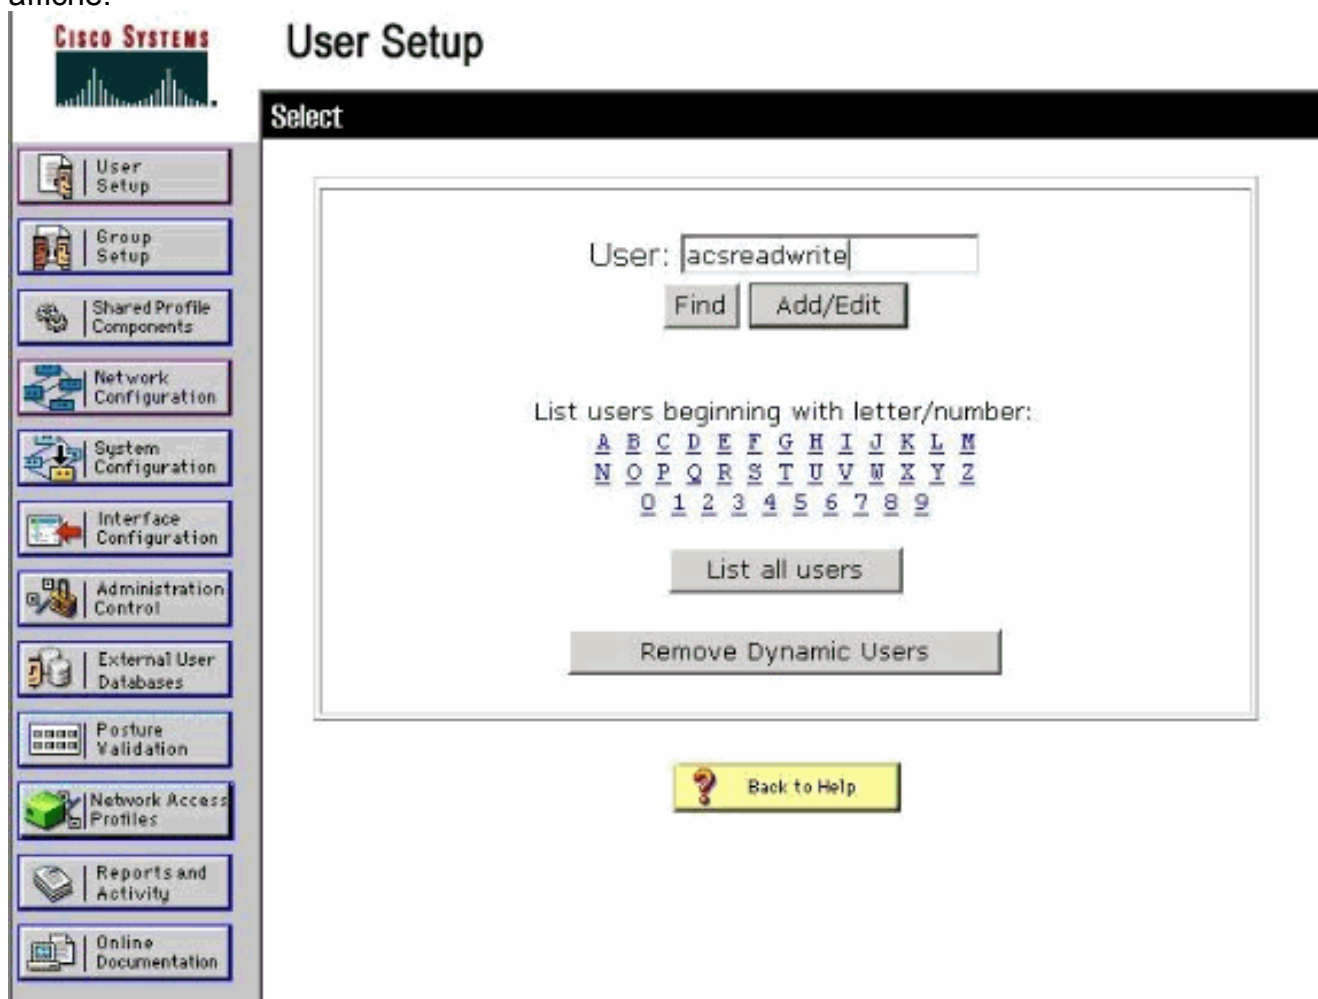 affiche.
CISCO SYSTEMS
User Setup
Select
User
Setup
Group
Setup
Shared Profile
Components
Network
Configuration
System
Configuration
Interface
Configuration
Administration
Control
External User
Databases
Posture
Validation
Network Access
Profiles
Reports and
Activity
Online
Documentation
User: acsreadwrite
Find Add/Edit
List users beginning with letter/number:
A B C D E F G H I J K L M
N O P Q R S T U V W X Y Z
0 1 2 3 4 5 6 7 8 9
List all users
Remove Dynamic Users
? Back to Help